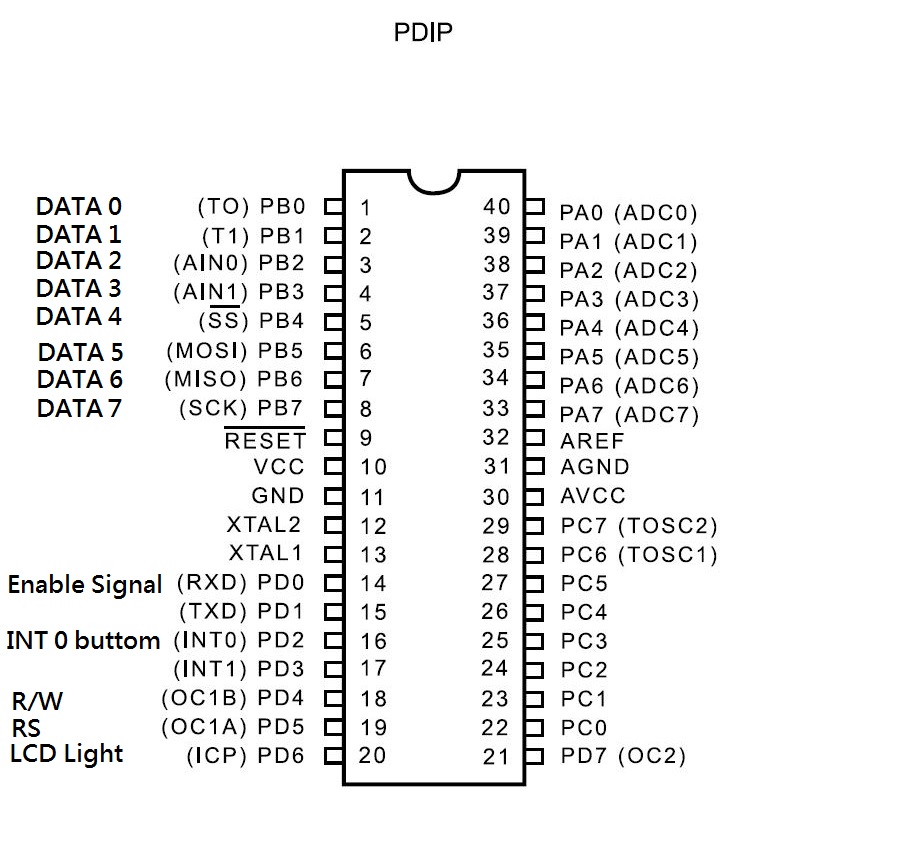 PDIP
DATA 0 (TO) PB0 1 40 PA0 (ADC0)
DATA 1 (T1) PB1 2 39 PA1 (ADC1)
DATA 2 (AIN0) PB2 3 38 PA2 (ADC2)
DATA 3 (AIN1) PB3 4 37 PA3 (ADC3)
DATA 4 (SS) PB4 5 36 PA4 (ADC4)
DATA 5 (MOSI) PB5 6 35 PA5 (ADC5)
DATA 6 (MISO) PB6 7 34 PA6 (ADC6)
DATA 7 (SCK) PB7 8 33 PA7 (ADC7)
RESET 9 32 AREF
VCC 10 31 AGND
GND 11 30 AVCC
XTAL2 12 29 PC7 (TOSC2)
XTAL1 13 28 PC6 (TOSC1)
Enable Signal (RXD) PD0 14 27 PC5
(TXD) PD1 15 26 PC4
INT 0 buttom (INT0) PD2 16 25 PC3
(INT1) PD3 17 24 PC2
R/W (OC1B) PD4 18 23 PC1
RS (OC1A) PD5 19 22 PC0
LCD Light (ICP) PD6 20 21 PD7 (OC2)